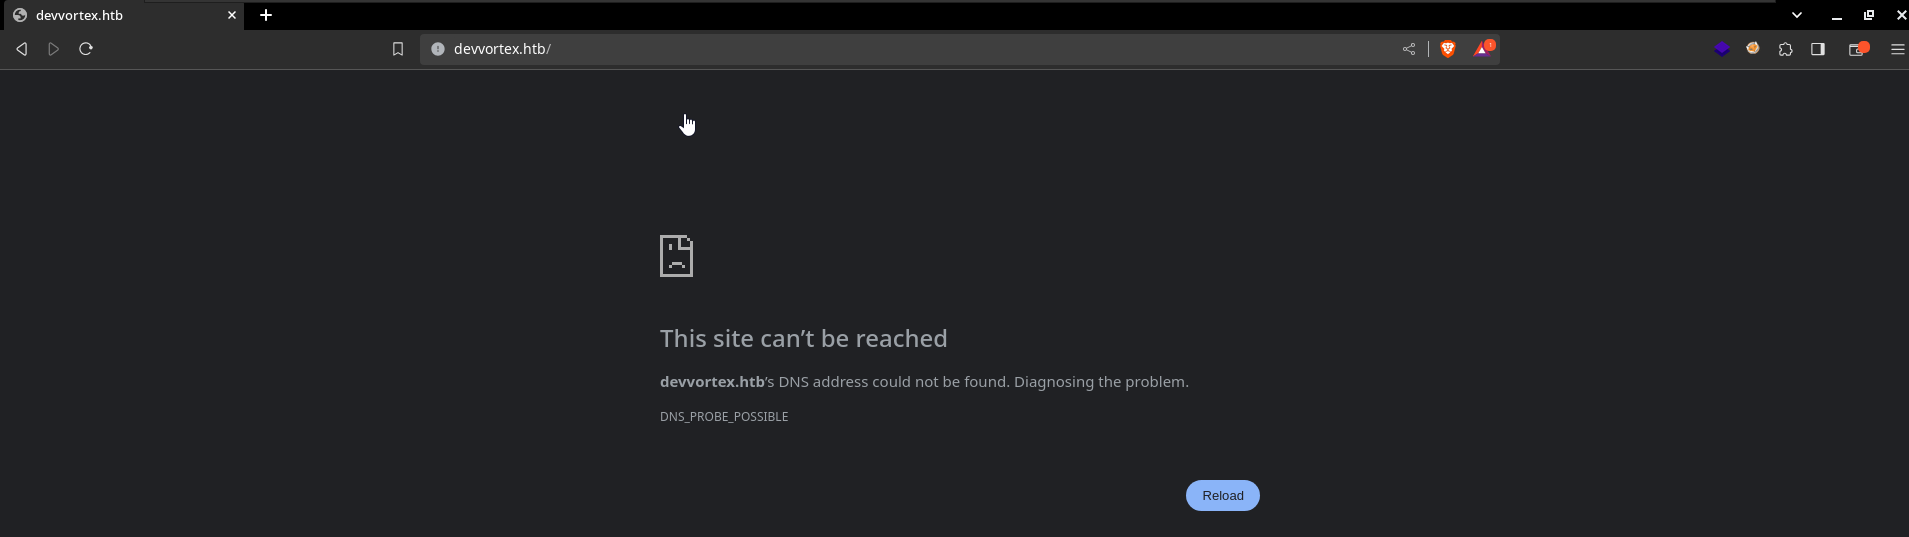 devvortex.htb
devvortex.htb/
This site can’t be reached
devvortex.htb’s DNS address could not be found. Diagnosing the problem.
DNS_PROBE_POSSIBLE
Reload